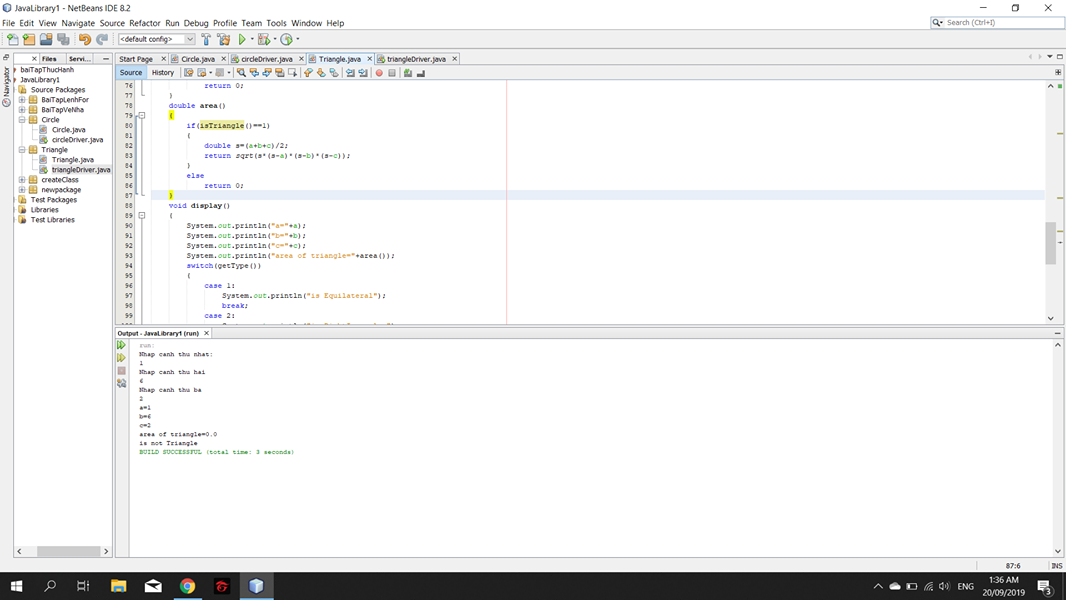 JavaLibrary1 - NetBeans IDE 8.2
File Edit View Navigate Source Refactor Run Debug Profile Team Tools Window Help
Search (Ctrl+I)
<default config>
Files Servi...
Start Page Circle.java circleDriver.java Triangle.java triangleDriver.java
Navigator
Source History
baiTapThucHanh
JavaLibrary1
Source Packages
BaiTapLenhFor
BaiTapVeNha
Circle
Circle.java
circleDriver.java
Triangle
Triangle.java
triangleDriver.java
createClass
newpackage
Test Packages
Libraries
Test Libraries
76 return 0;
77 }
78 double area()
79 {
80 if(isTriangle()==1)
81 {
82 double s=(a+b+c)/2;
83 return sqrt(s*(s-a)*(s-b)*(s-c));
84 }
85 else
86 return 0;
87 }
88 void display()
89 {
90 System.out.println("a="+a);
91 System.out.println("b="+b);
92 System.out.println("c="+c);
93 System.out.println("area of triangle="+area());
94 switch(getType())
95 {
96 case 1:
97 System.out.println("is Equilateral");
98 break;
99 case 2:
Output - JavaLibrary1 (run)
run:
Nhap canh thu nhat:
1
Nhap canh thu hai
6
Nhap canh thu ba
2
a=1
b=6
c=2
area of triangle=0.0
is not Triangle
BUILD SUCCESSFUL (total time: 3 seconds)
87:6 INS
ENG
1:36 AM
20/09/2019
3